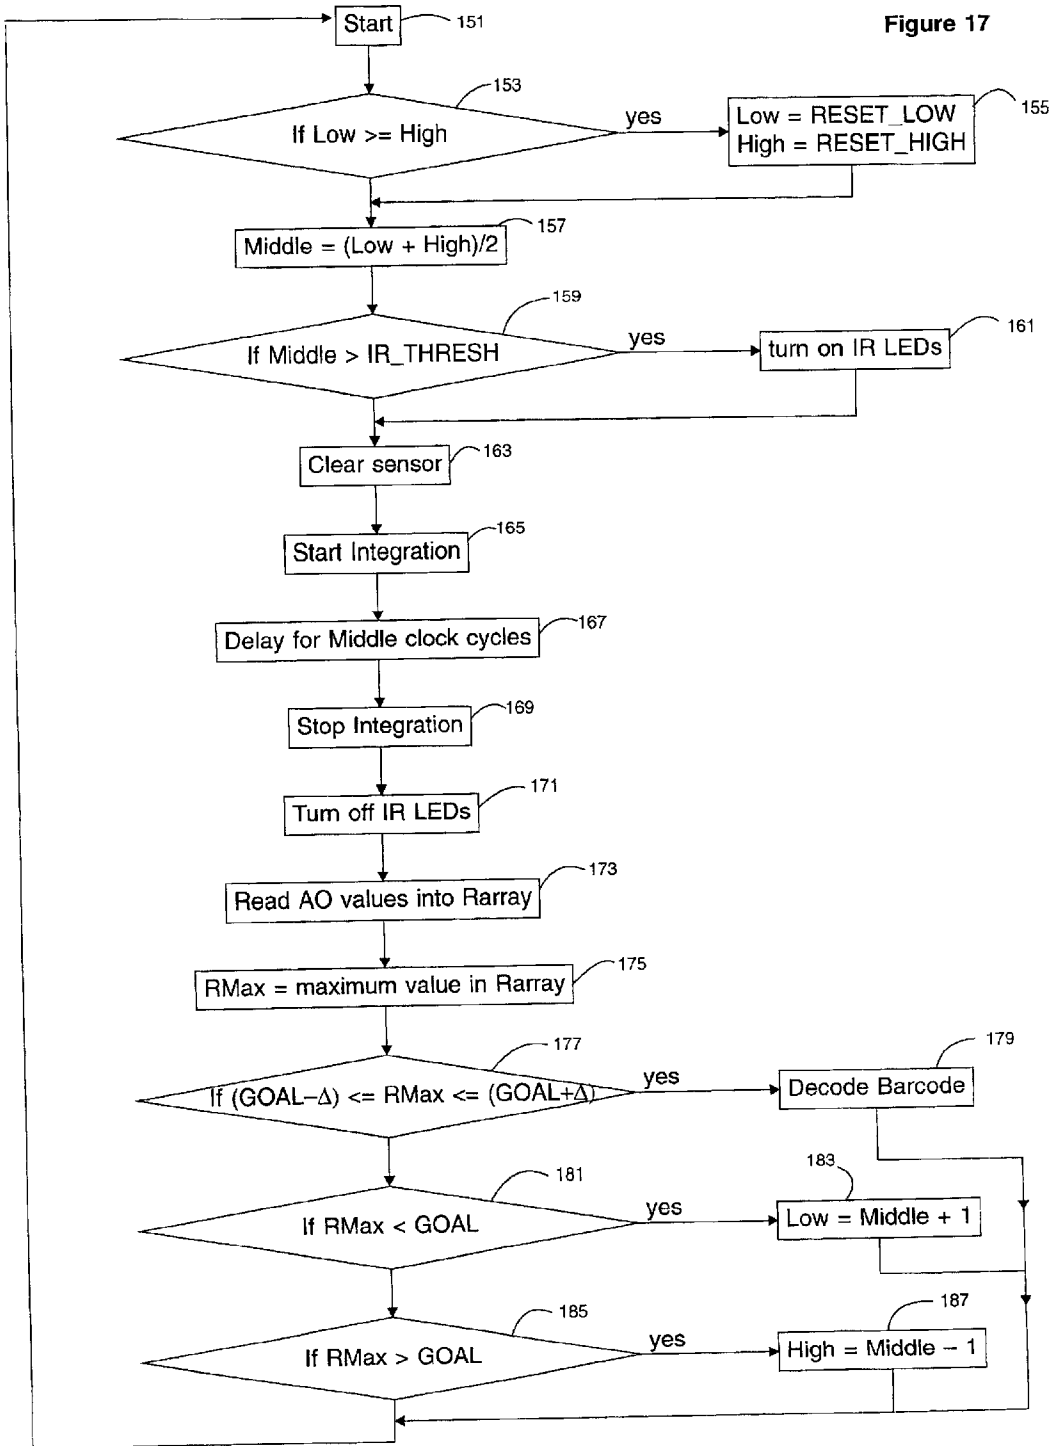 Figure 17
Start
151
153
If Low >= High
yes
Low = RESET_LOW
High = RESET_HIGH
155
157
Middle = (Low + High)/2
159
If Middle > IR_THRESH
yes
turn on IR LEDs
161
Clear sensor
163
Start Integration
165
Delay for Middle clock cycles
167
Stop Integration
169
Turn off IR LEDs
171
Read AO values into Rarray
173
RMax = maximum value in Rarray
175
177
If (GOAL–Δ) <= RMax <= (GOAL+Δ)
yes
Decode Barcode
179
181
If RMax < GOAL
yes
183
Low = Middle + 1
185
If RMax > GOAL
yes
187
High = Middle – 1